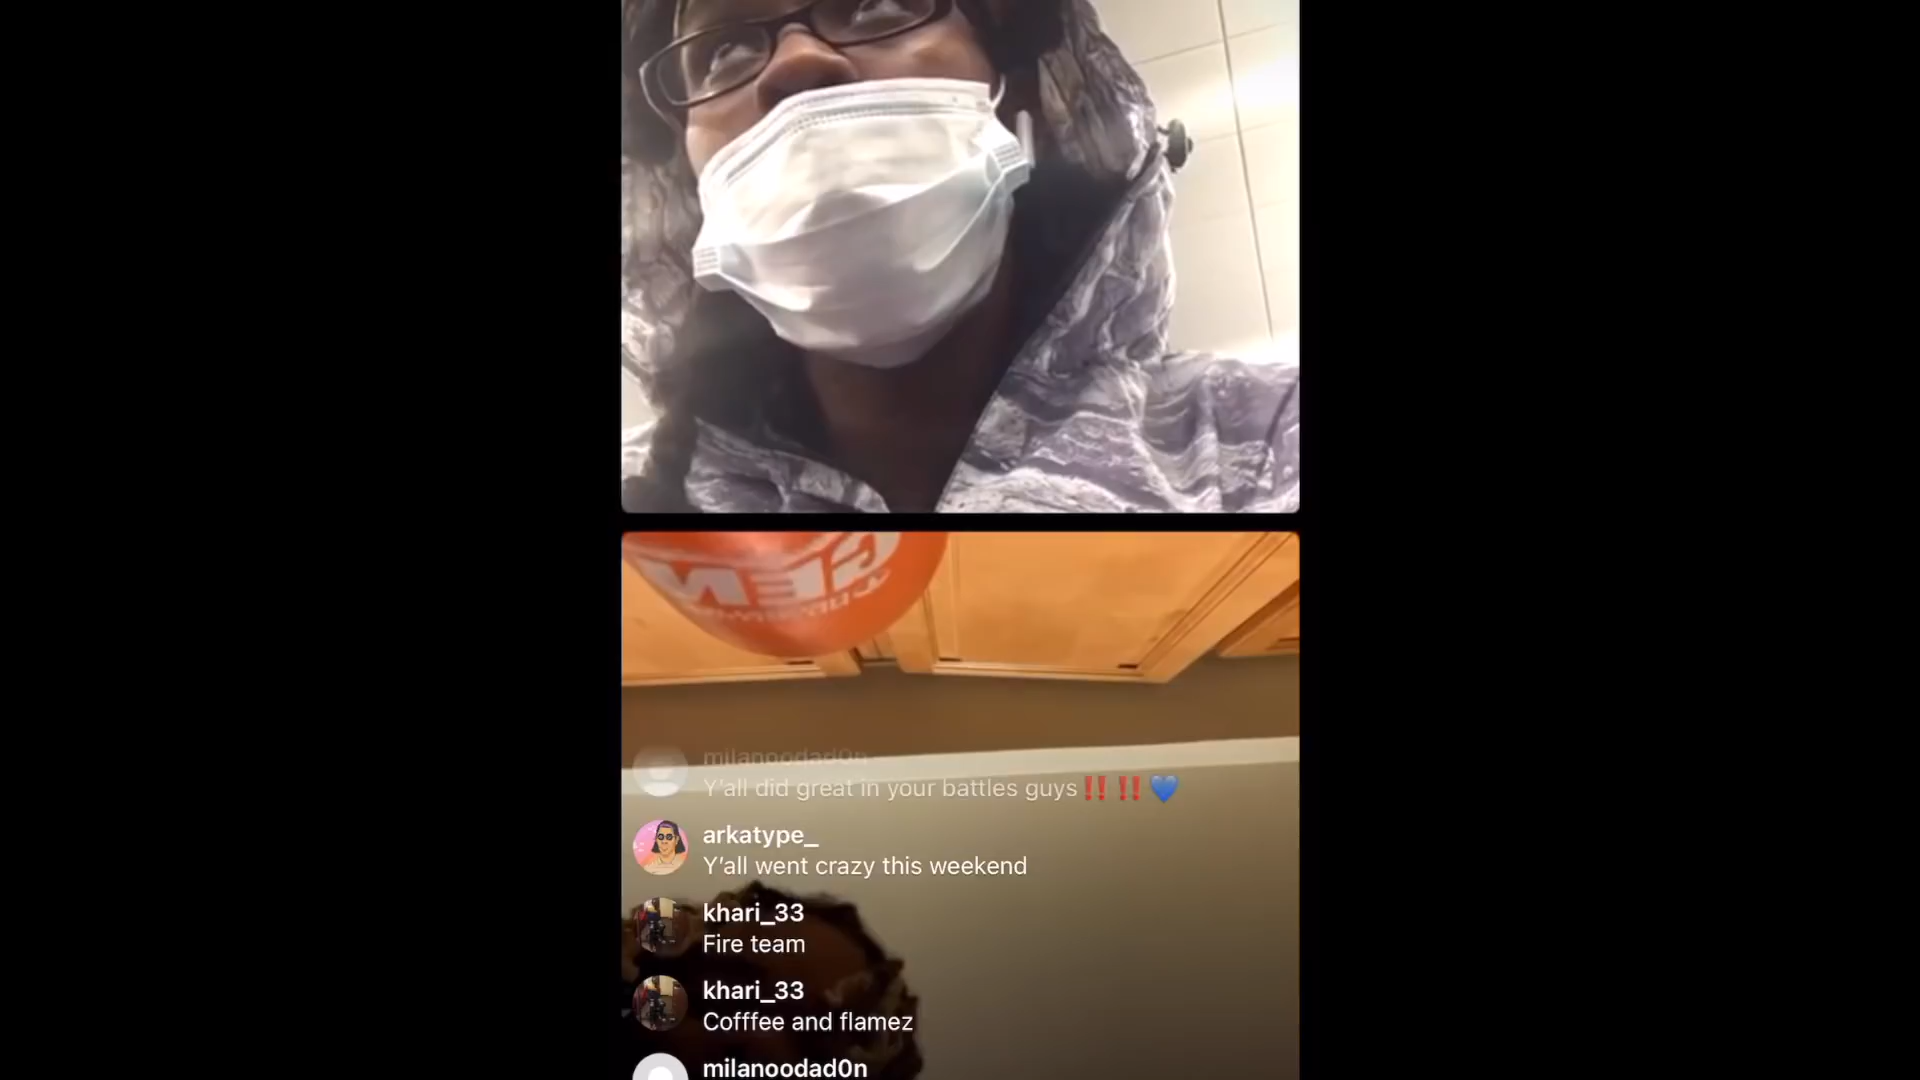 GEN
milanoodad0n
Y'all did great in your battles guys‼️ ‼️ 💙
arkatype_
Y'all went crazy this weekend
khari_33
Fire team
khari_33
Cofffee and flamez
milanoodad0n